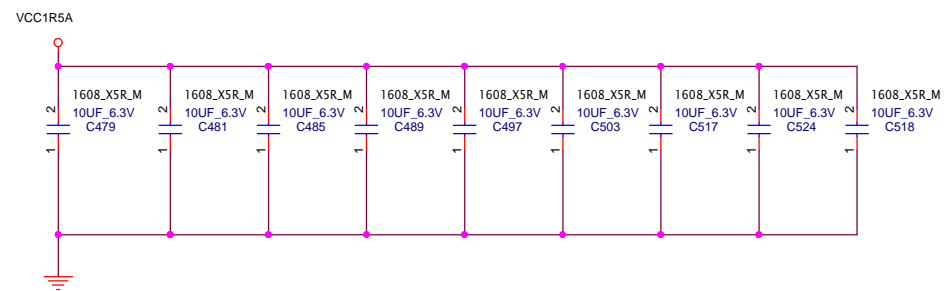 VCC1R5A
1608_X5R_M 1608_X5R_M 1608_X5R_M 1608_X5R_M 1608_X5R_M 1608_X5R_M 1608_X5R_M 1608_X5R_M 1608_X5R_M
2 2 2 2 2 2 2 2 2
10UF_6.3V 10UF_6.3V 10UF_6.3V 10UF_6.3V 10UF_6.3V 10UF_6.3V 10UF_6.3V 10UF_6.3V 10UF_6.3V
C479 C481 C485 C489 C497 C503 C517 C524 C518
1 1 1 1 1 1 1 1 1